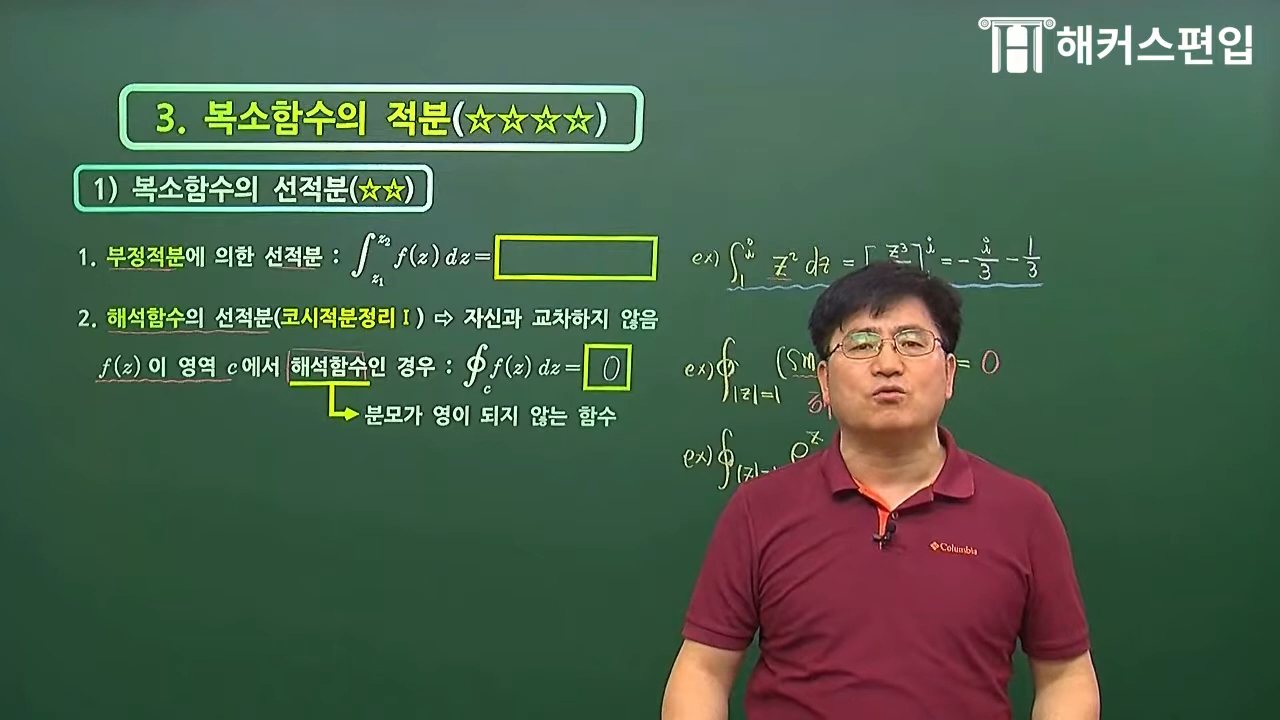 해커스편입
3. 복소함수의 적분(☆☆☆☆)
1) 복소함수의 선적분(☆☆)
1. 부정적분에 의한 선적분 : ∫_{z₁}^{z₂} f(z) dz =
ex) ∫_1^i z² dz = [z³ ]^i = -i/3 - 1/3
2. 해석함수의 선적분(코시적분정리Ⅰ) ⇨ 자신과 교차하지 않음
f(z)이 영역 c에서 해석함수인 경우 : ∮_c f(z) dz = 0
ex) ∮_{|z|=1} = 0
분모가 영이 되지 않는 함수
ex) ∮ e^z
Columbia